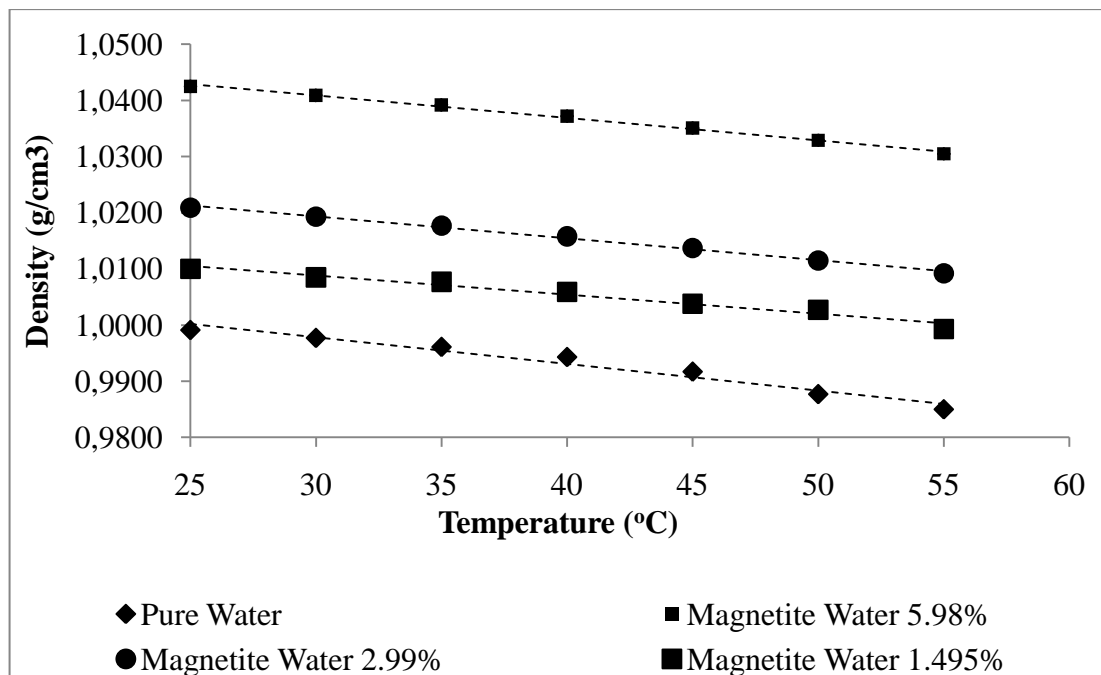 1,0500
1,0400
1,0300
1,0200
1,0100
1,0000
0,9900
0,9800
Density (g/cm3)
25 30 35 40 45 50 55 60
Temperature (ᵒC)
Pure Water
Magnetite Water 5.98%
Magnetite Water 2.99%
Magnetite Water 1.495%